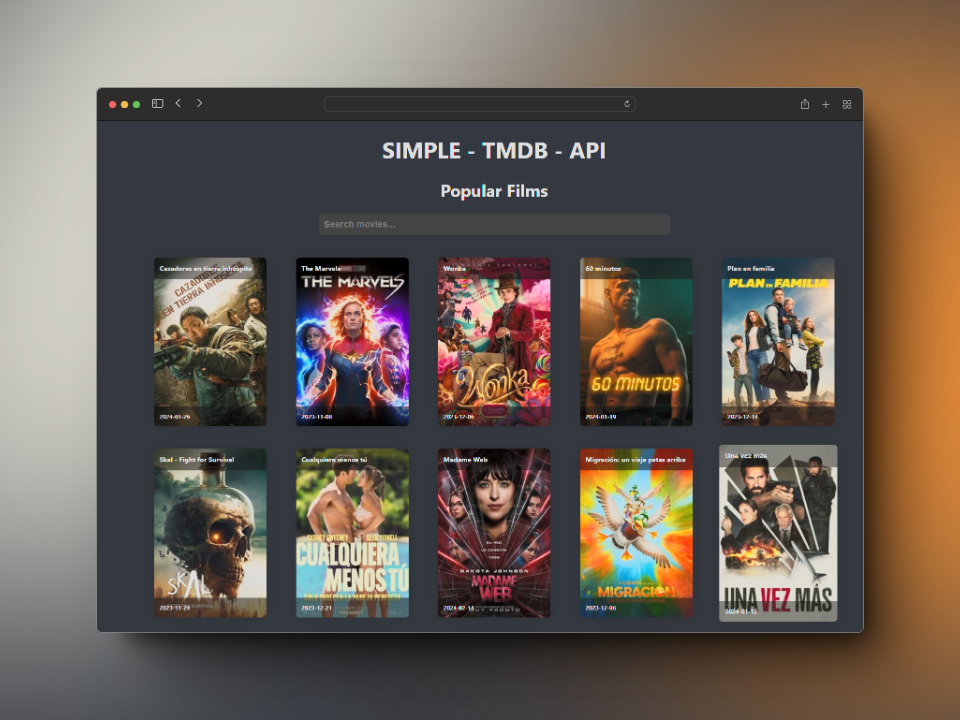 SIMPLE - TMDB - API
Popular Films
Search movies...
Cazadores en tierra inhóspita
CAZADORES
EN TIERRA INHÓSPITA
2024-01-26
The Marvels
THE MARVELS
2023-11-08
Wonka
Wonka
2023-12-06
60 minutos
60 MINUTOS
2024-01-19
Plan en familia
PLAN EN FAMILIA
2023-12-14
Skal - Fight for Survival
SKAL
2023-11-24
Cualquiera menos tú
SYDNEY SWEENEY
GLEN POWELL
CUALQUIERA
MENOS TÚ
2023-12-21
Madame Web
DAKOTA JOHNSON
MADAME
WEB
MUY PRONTO
2024-02-14
Migración: un viaje patas arriba
MIGRACIÓN
2023-12-06
Una vez más
UNA VEZ MÁS
2024-01-12